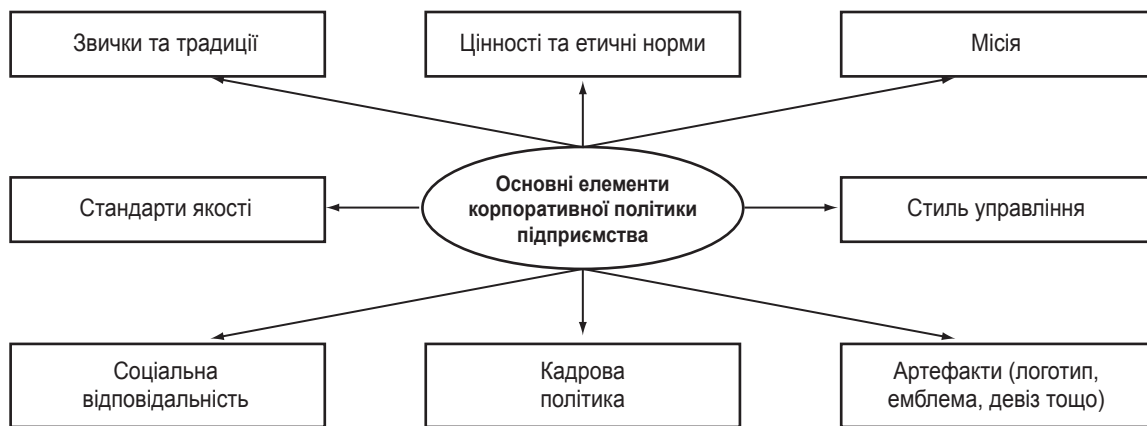 Звички та традиції
Цінності та етичні норми
Місія
Стандарти якості
Основні елементи
корпоративної політики
підприємства
Стиль управління
Соціальна
відповідальність
Кадрова
політика
Артефакти (логотип,
емблема, девіз тощо)